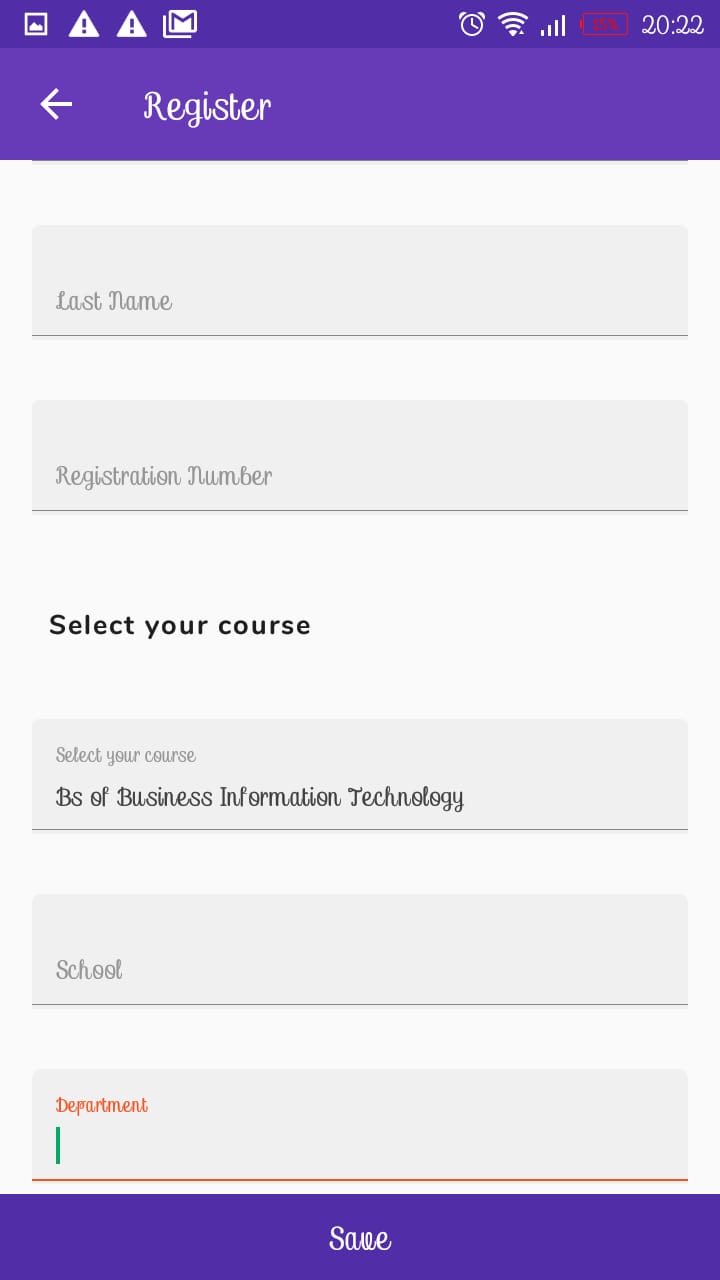 20:22
Register
Last Name
Registration Number
Select your course
Select your course
Bs of Business Information Technology
School
Department
Save